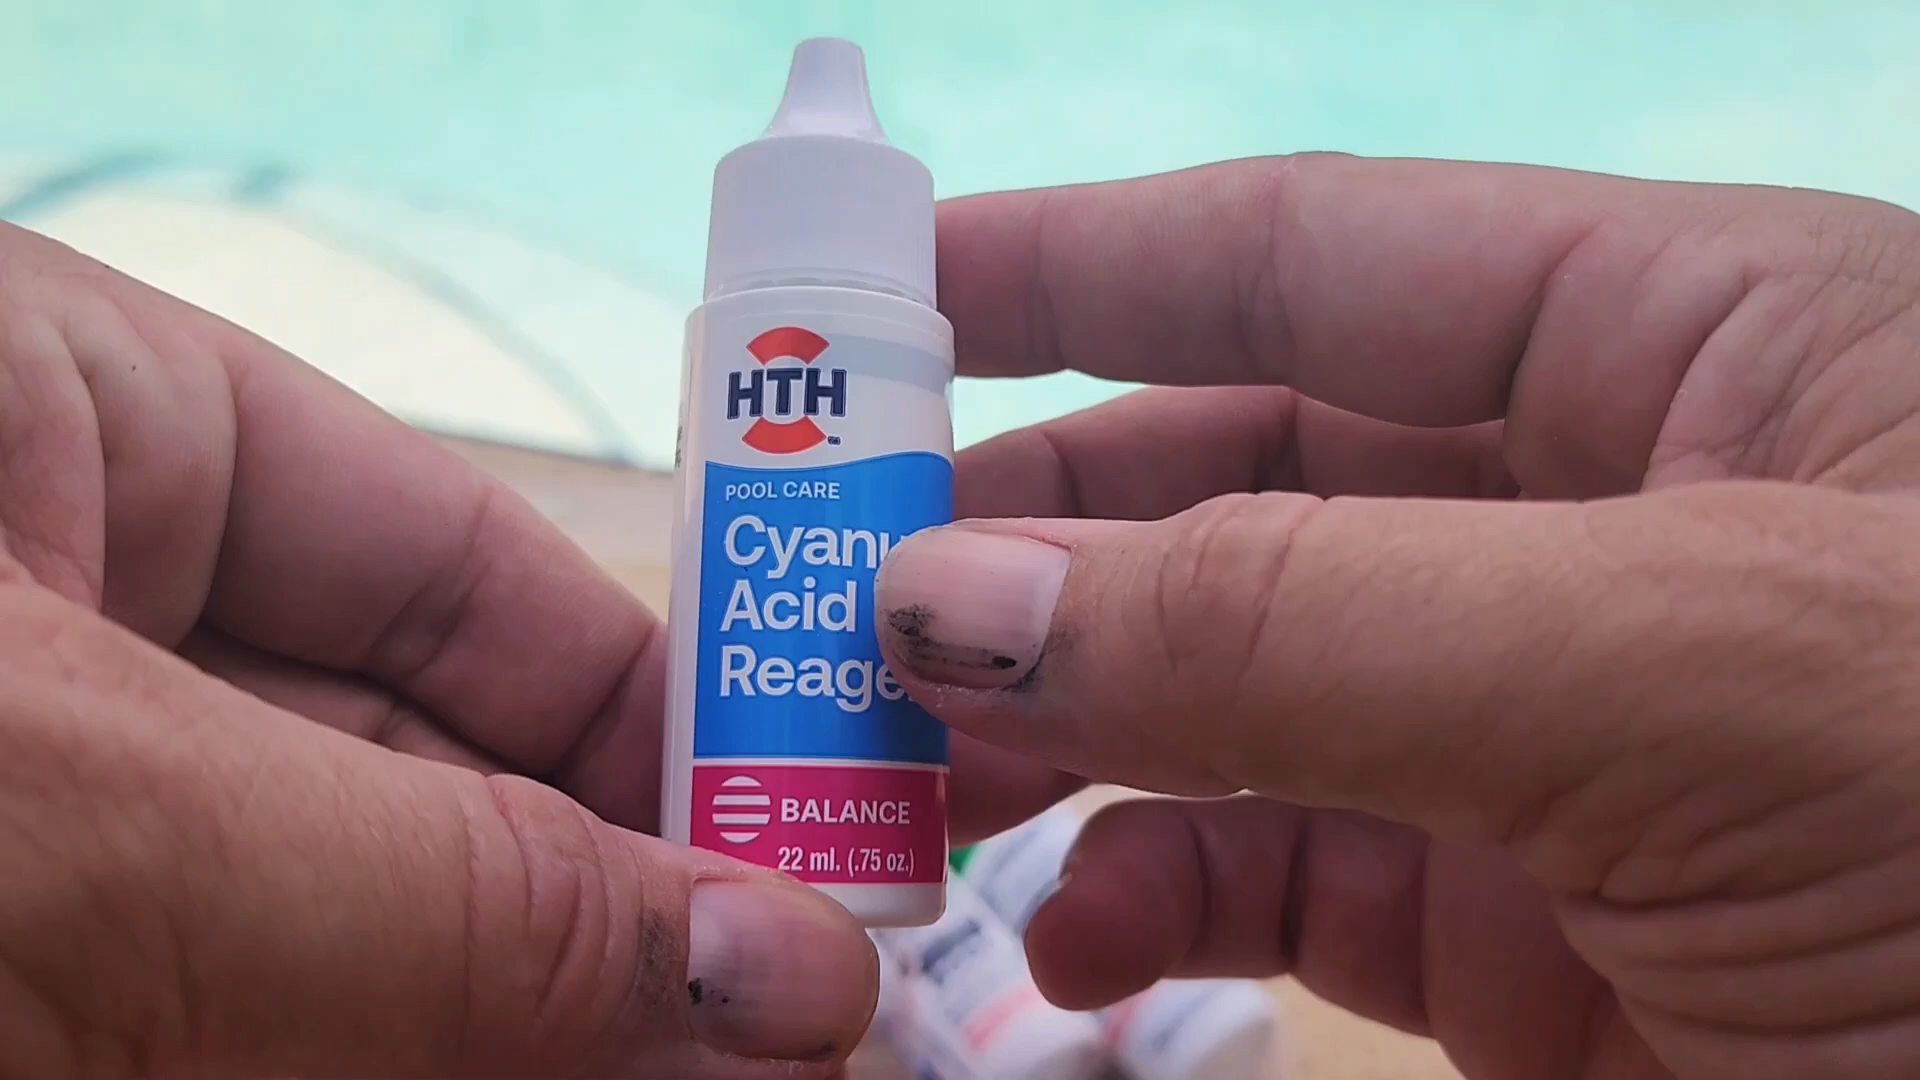 HTH
POOL CARE
Cyanu
Acid
Reage
BALANCE
22 ml. (.75 oz.)